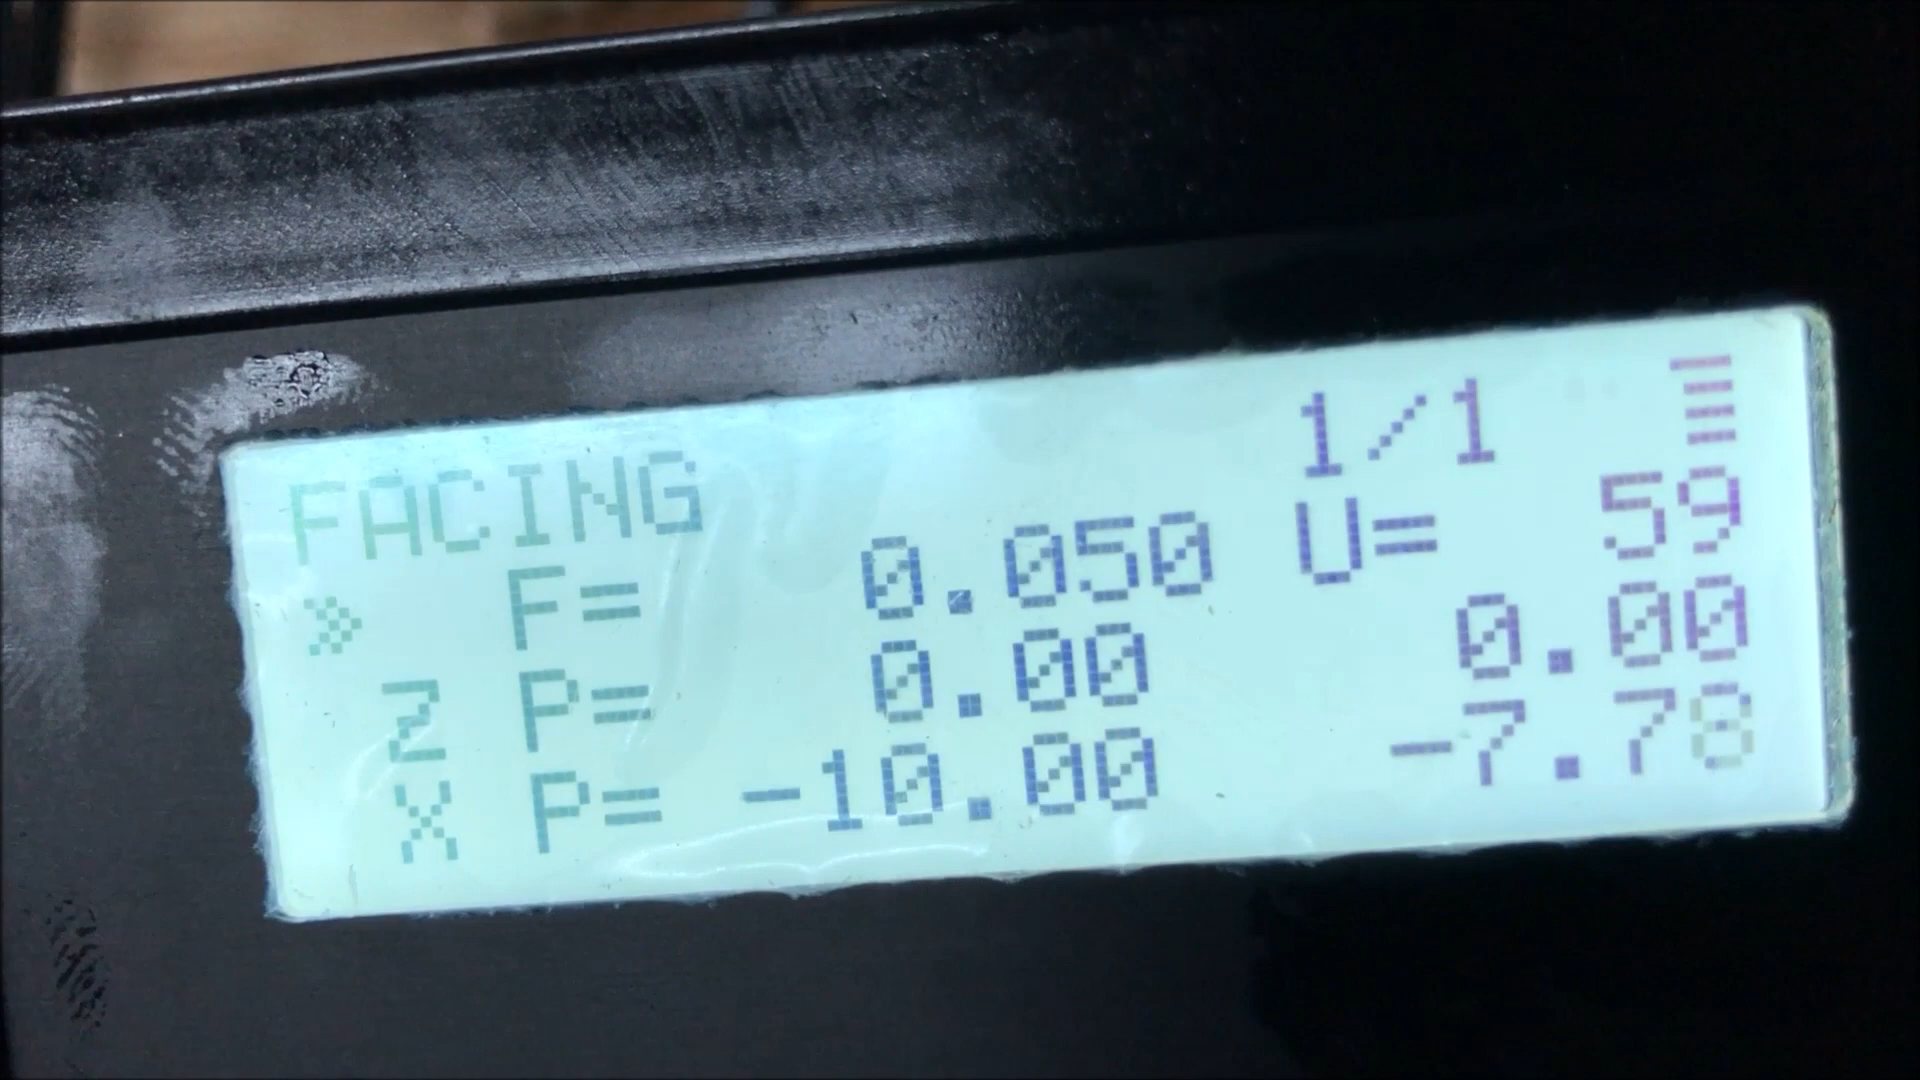 FACING 1/1
» F= 0.050 U= 59
Z P= 0.00 0.00
X P= -10.00 -7.78